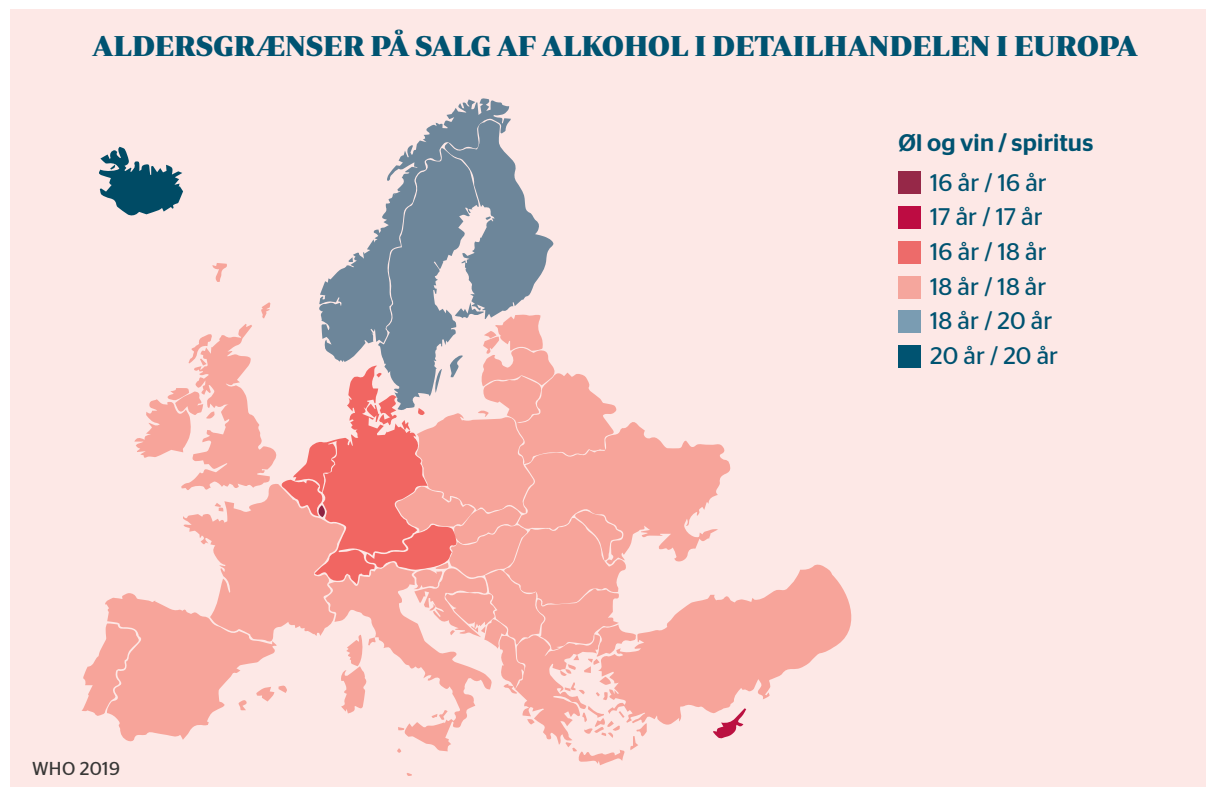 ALDERSGRÆNSER PÅ SALG AF ALKOHOL I DETAILHANDELEN I EUROPA
Øl og vin / spiritus
16 år / 16 år
17 år / 17 år
16 år / 18 år
18 år / 18 år
18 år / 20 år
20 år / 20 år
WHO 2019